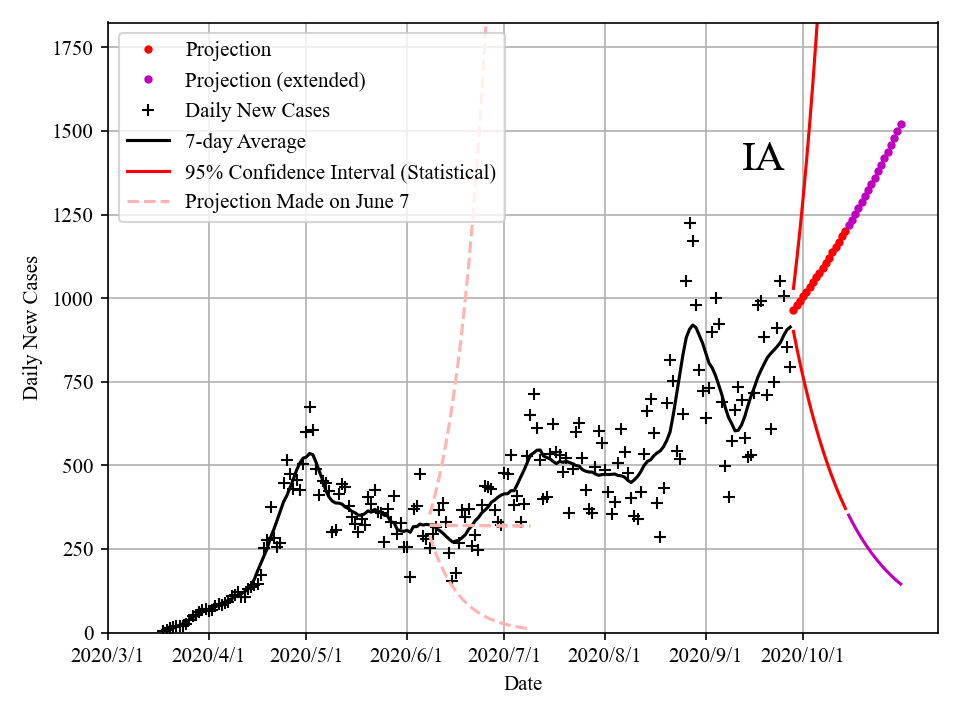 1750
1500
1250
1000
750
500
250
0
Daily New Cases
Projection
Projection (extended)
Daily New Cases
7-day Average
95% Confidence Interval (Statistical)
Projection Made on June 7
IA
2020/3/1 2020/4/1 2020/5/1 2020/6/1 2020/7/1 2020/8/1 2020/9/1 2020/10/1
Date